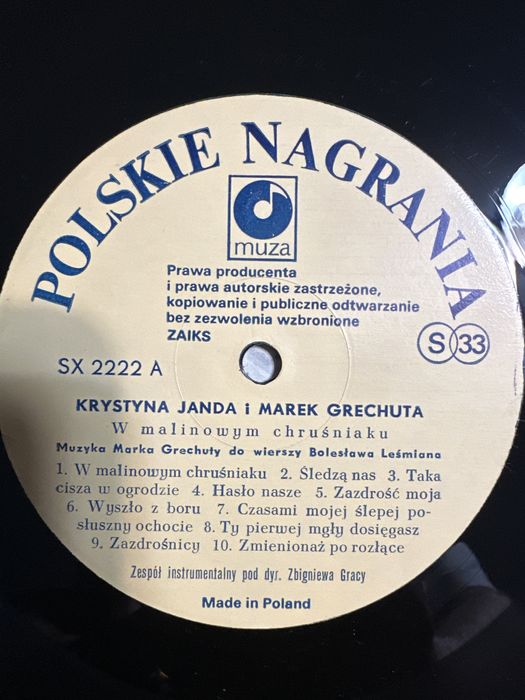 POLSKIE NAGRANIA
muza
Prawa producenta
i prawa autorskie zastrzeżone,
kopiowanie i publiczne odtwarzanie
bez zezwolenia wzbronione
ZAIKS
S 33
SX 2222 A
KRYSTYNA JANDA i MAREK GRECHUTA
W malinowym chruśniaku
Muzyka Marka Grechuty do wierszy Bolesława Leśmiana
1. W malinowym chruśniaku 2. Śledzą nas 3. Taka
cisza w ogrodzie 4. Hasło nasze 5. Zazdrość moja
6. Wyszło z boru 7. Czasami mojej ślepej po-
słuszny ochocie 8. Ty pierwej mgły dosięgasz
9. Zazdrośnicy 10. Zmienionaż po rozłące
Zespół instrumentalny pod dyr. Zbigniewa Gracy
Made in Poland